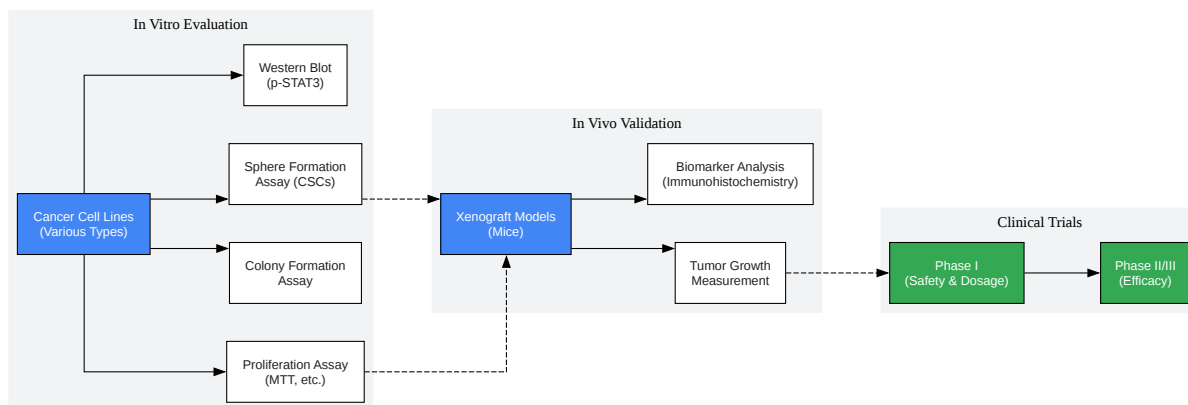 In Vitro Evaluation
Western Blot
(p-STAT3)
Sphere Formation
Assay (CSCs)
Cancer Cell Lines
(Various Types)
Colony Formation
Assay
Proliferation Assay
(MTT, etc.)
In Vivo Validation
Biomarker Analysis
(Immunohistochemistry)
Xenograft Models
(Mice)
Tumor Growth
Measurement
Clinical Trials
Phase I
(Safety & Dosage)
Phase II/III
(Efficacy)